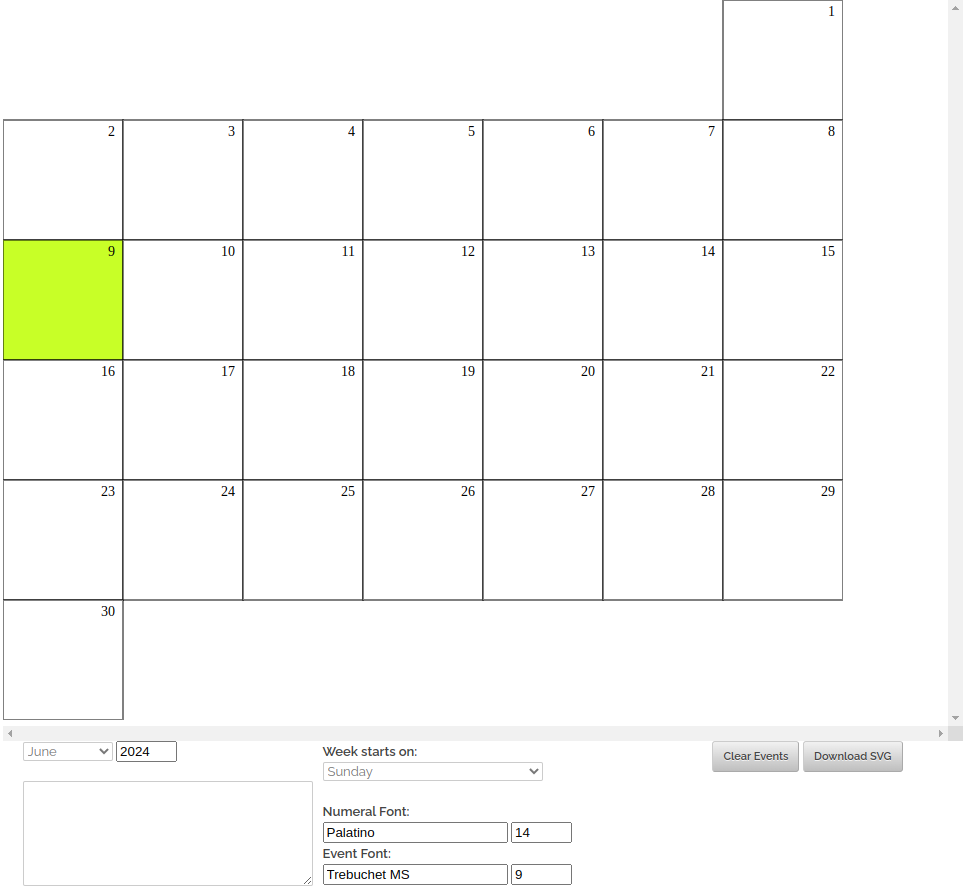 1
2 3 4 5 6 7 8
9 10 11 12 13 14 15
16 17 18 19 20 21 22
23 24 25 26 27 28 29
30
June 2024
Week starts on:
Sunday
Clear Events Download SVG
Numeral Font:
Palatino 14
Event Font:
Trebuchet MS 9